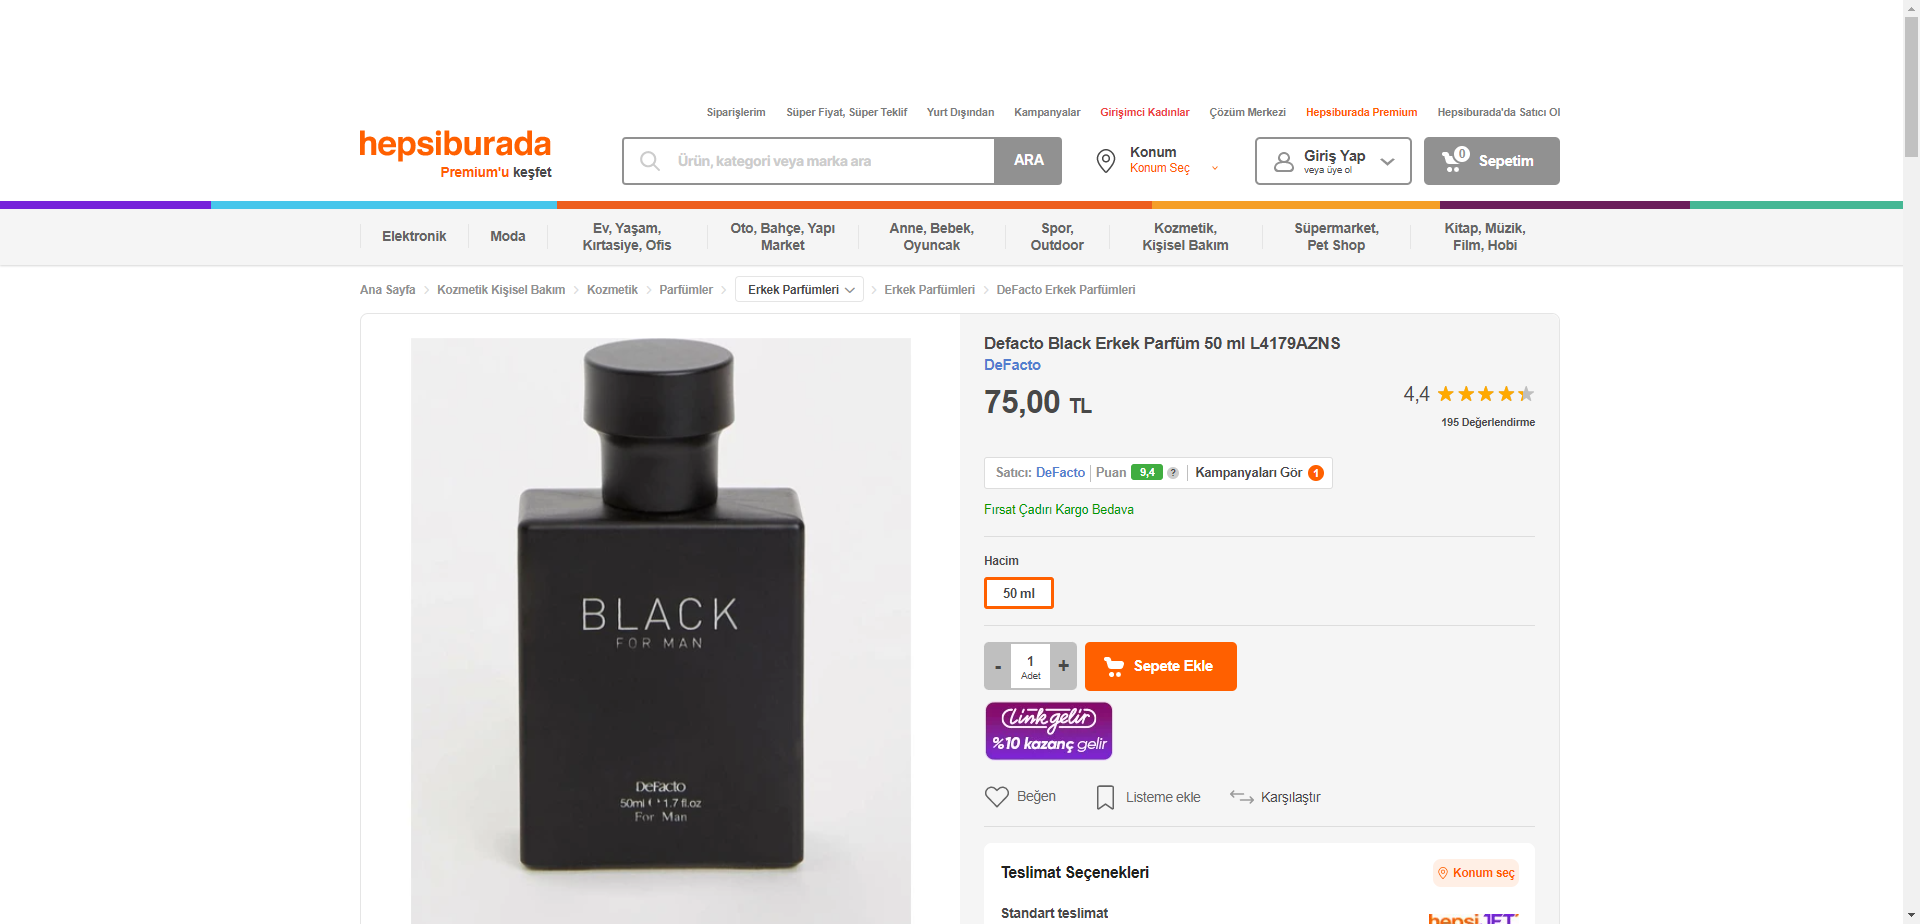 Siparişlerim Süper Fiyat, Süper Teklif Yurt Dışından Kampanyalar Girişimci Kadınlar Çözüm Merkezi Hepsiburada Premium Hepsiburada'da Satıcı Ol
hepsiburada
Premium'u keşfet
Ürün, kategori veya marka ara
ARA
Konum
Konum Seç
Giriş Yap
veya üye ol
0
Sepetim
Elektronik
Moda
Ev, Yaşam,
Kırtasiye, Ofis
Oto, Bahçe, Yapı
Market
Anne, Bebek,
Oyuncak
Spor,
Outdoor
Kozmetik,
Kişisel Bakım
Süpermarket,
Pet Shop
Kitap, Müzik,
Film, Hobi
Ana Sayfa Kozmetik Kişisel Bakım Kozmetik Parfümler Erkek Parfümleri Erkek Parfümleri DeFacto Erkek Parfümleri
BLACK
FOR MAN
DeFacto
50ml 1.7 fl.oz
For Man
Defacto Black Erkek Parfüm 50 ml L4179AZNS
DeFacto
75,00 TL
4,4
195 Değerlendirme
Satıcı: DeFacto Puan 9,4 ? Kampanyaları Gör 1
Fırsat Çadırı Kargo Bedava
Hacim
50 ml
- 1 +
Adet
Sepete Ekle
Link gelir
%10 kazanç gelir
Beğen Listeme ekle Karşılaştır
Teslimat Seçenekleri
Konum seç
Standart teslimat
hepsiJET